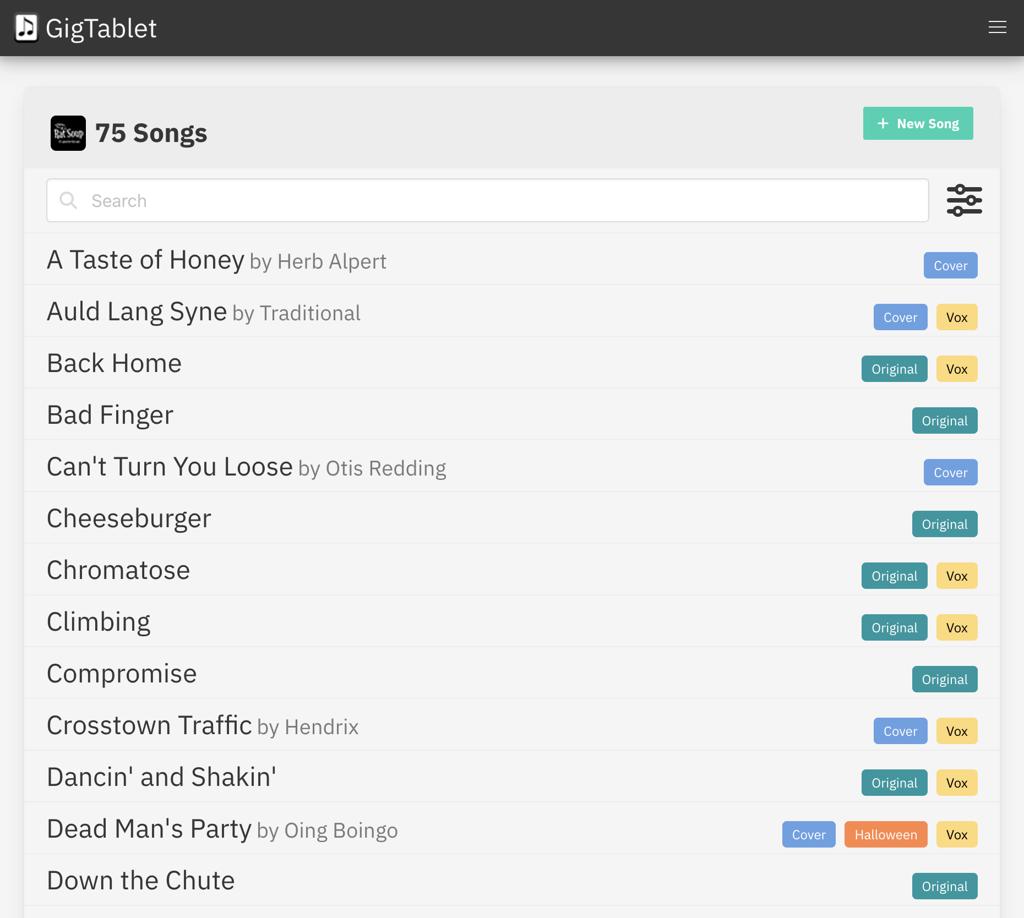 GigTablet
Rat Soup
75 Songs
+ New Song
Search
A Taste of Honey by Herb Alpert Cover
Auld Lang Syne by Traditional Cover Vox
Back Home Original Vox
Bad Finger Original
Can't Turn You Loose by Otis Redding Cover
Cheeseburger Original
Chromatose Original Vox
Climbing Original Vox
Compromise Original
Crosstown Traffic by Hendrix Cover Vox
Dancin' and Shakin' Original Vox
Dead Man's Party by Oing Boingo Cover Halloween Vox
Down the Chute Original